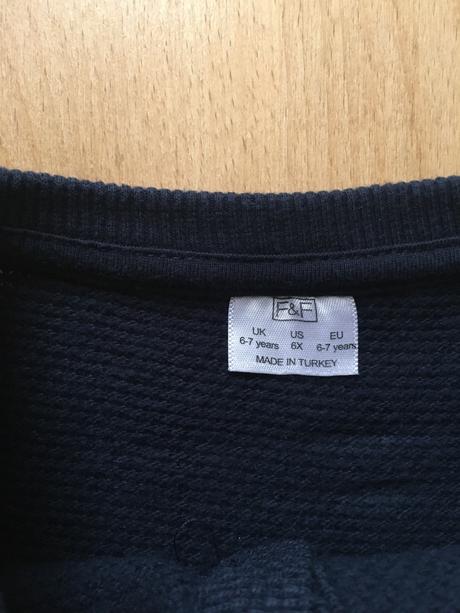 F&F
UK US EU
6-7 years 6X 6-7 years
MADE IN TURKEY